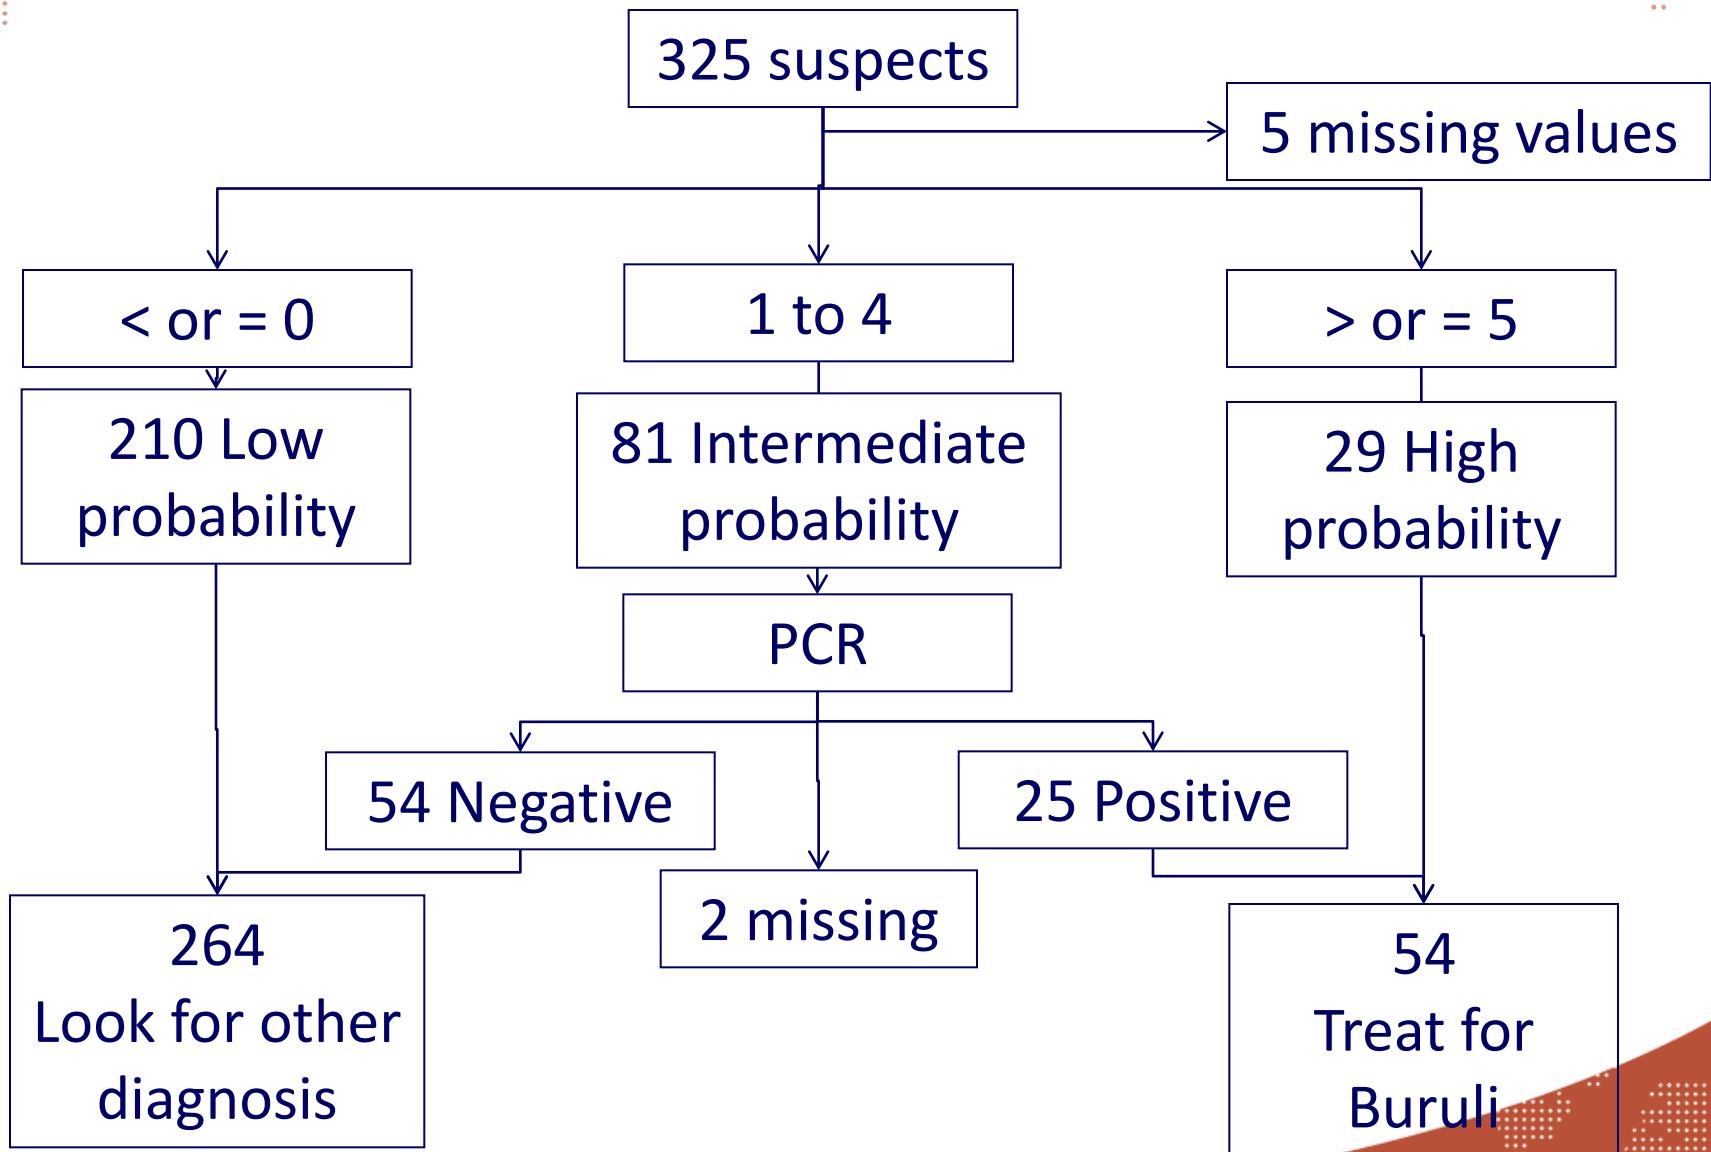 325 suspects
5 missing values
< or = 0
1 to 4
> or = 5
210 Low
probability
81 Intermediate
probability
29 High
probability
PCR
54 Negative
25 Positive
2 missing
264
Look for other
diagnosis
54
Treat for
Buruli